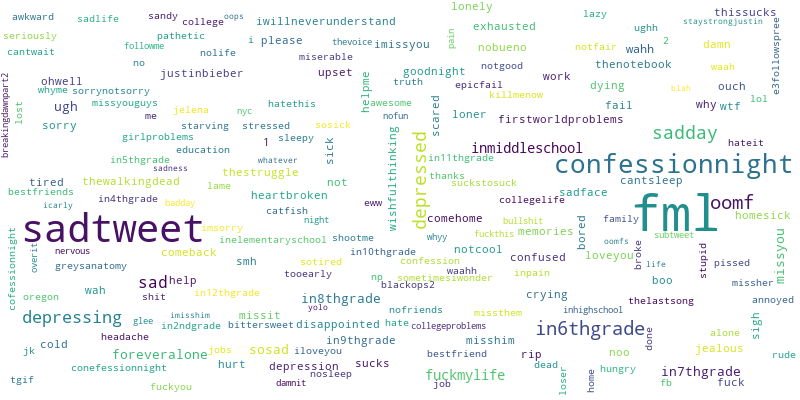 awkward sadlife sandy college oops iwillneverunderstand lonely lazy thissucks
seriously pathetic i please thevoice imissyou exhausted ughh staystrongjustin
cantwait followme nolife miserable pain nobueno notfair wahh 2 damn
no justinbieber upset goodnight notgood work thenotebook waah e3followspree
ohwell whyme sorrynotsorry helpme truth epicfail dying ouch blah
breakingdawnpart2 lost missyouguys jelena hatethis awesome killmenow fail why wtf lol
ugh me nyc nofun scared loner firstworldproblems
sorry girlproblems starving stressed sosick wishfulthinking depressed sadday
education 1 sleepy sick inmiddleschool hateit
in5thgrade sadness whatever in11thgrade confessionnight
thewalkingdead thestruggle not thanks suckstosuck cantsleep
tired bestfriends lame heartbroken eww sadface
icarly in4thgrade badday catfish collegelife fml oomf
sadtweet imsorry night comehome bullshit family homesick
cofessionnight overit inelementaryschool shootme whyy fuckthis memories bored oomfs subtweet
nervous comeback in10thgrade notcool broke stupid missyou
greysanatomy smh sotired confession confused loveyou life pissed
sad help tooearly np sometimesiwonder waahh inpain boo missher
oregon wah shit in12thgrade in8thgrade blackops2 crying thelastsong annoyed
depressing glee imisshim missit yolo nofriends missthem inhighschool
in2ndgrade bittersweet disappointed hate collegeproblems in6thgrade sigh
jk cold headache in9thgrade misshim done alone
foreveralone jobs sosad iloveyou bestfriend rip noo jealous rude
conefessionnight hurt depression sucks dead hungry in7thgrade
tgif fuckyou damnit nosleep fuckmylife job loser home fb fuck